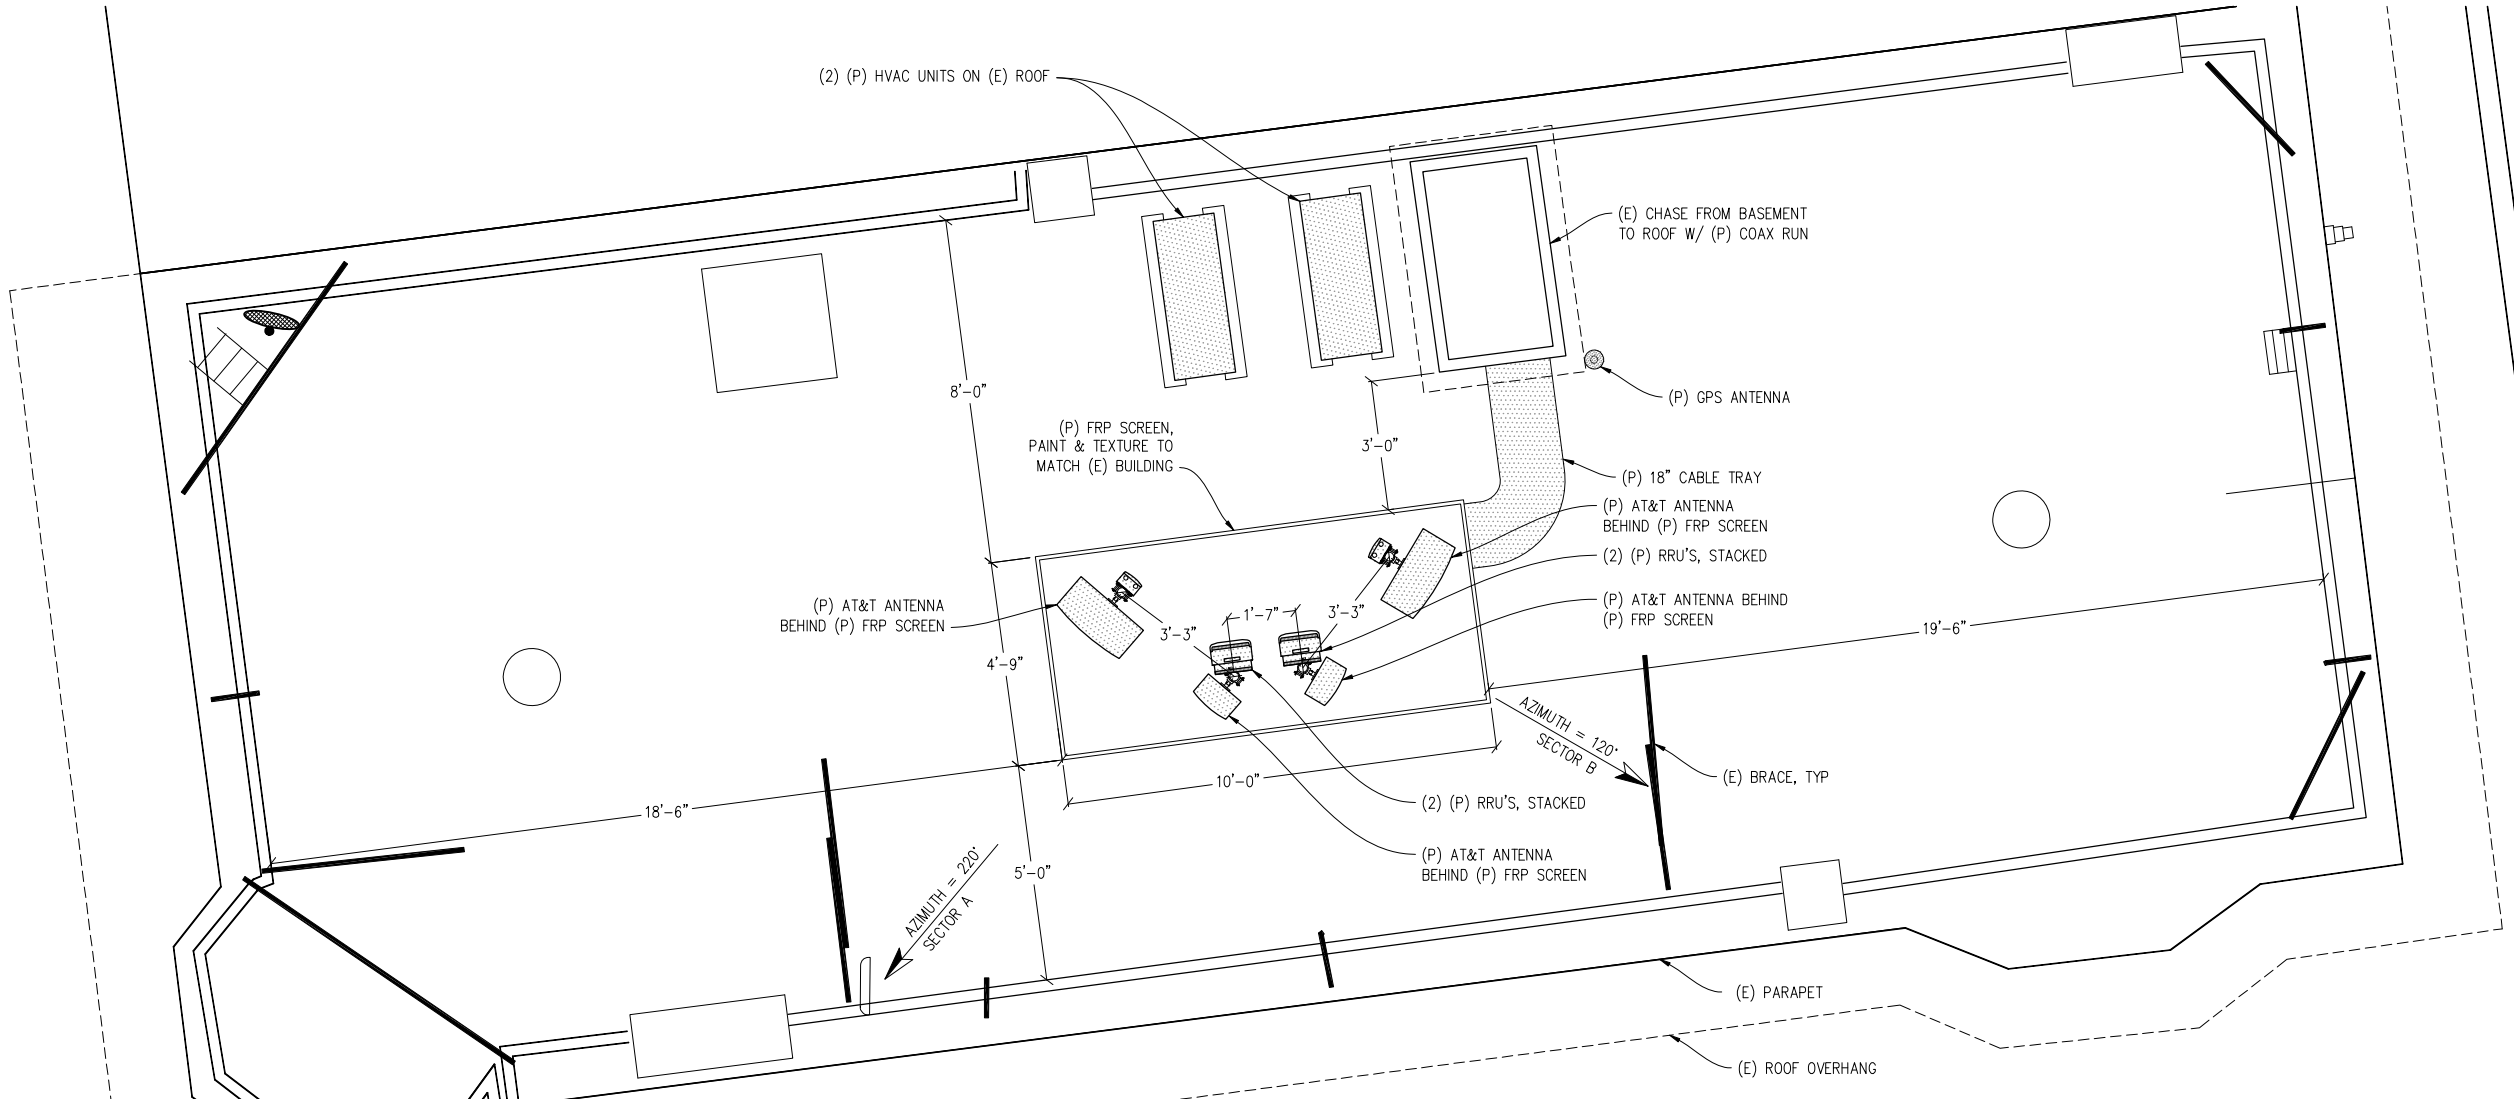 (2) (P) HVAC UNITS ON (E) ROOF
(E) CHASE FROM BASEMENT
TO ROOF W/ (P) COAX RUN
8'-0"
(P) GPS ANTENNA
(P) FRP SCREEN,
PAINT & TEXTURE TO
MATCH (E) BUILDING
3'-0"
(P) 18" CABLE TRAY
(P) AT&T ANTENNA
BEHIND (P) FRP SCREEN
(2) (P) RRU'S, STACKED
(P) AT&T ANTENNA
BEHIND (P) FRP SCREEN
(P) AT&T ANTENNA BEHIND
(P) FRP SCREEN
1'-7"
3'-3"
3'-3"
19'-6"
4'-9"
AZIMUTH = 120°
SECTOR B
10'-0"
(E) BRACE, TYP
18'-6"
(2) (P) RRU'S, STACKED
5'-0"
(P) AT&T ANTENNA
BEHIND (P) FRP SCREEN
AZIMUTH = 220°
SECTOR A
(E) PARAPET
(E) ROOF OVERHANG